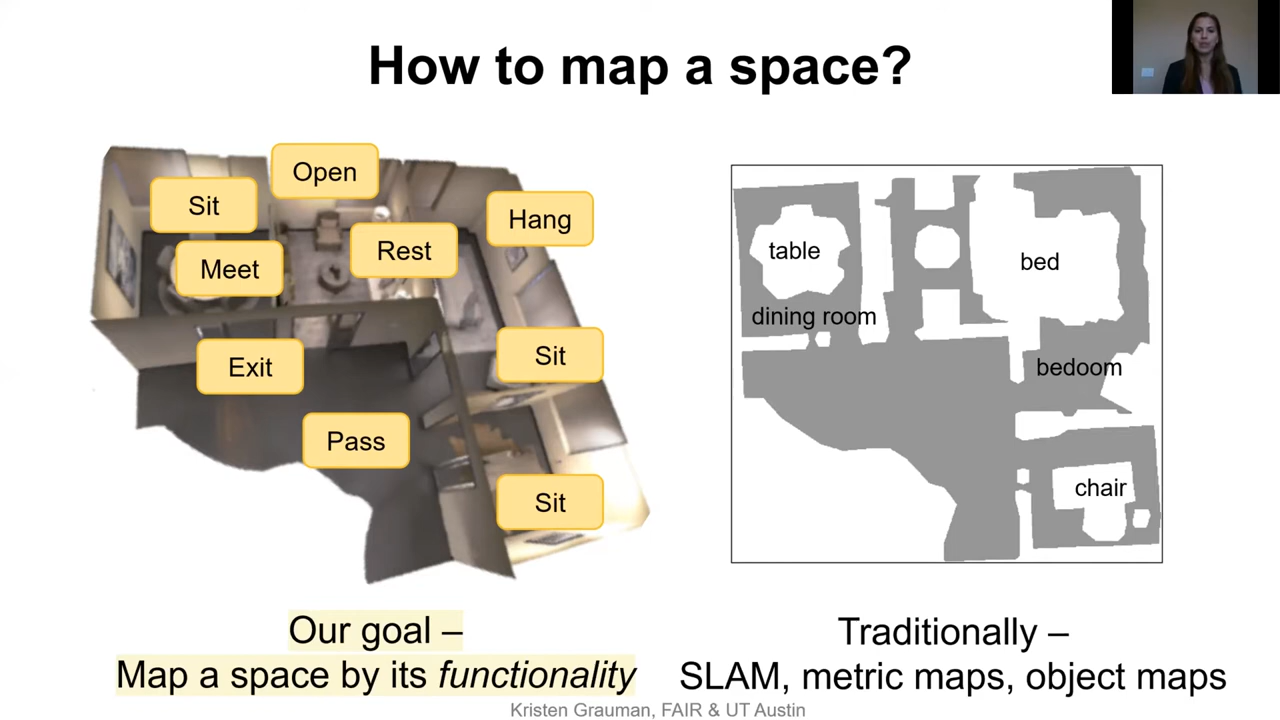 How to map a space?
Open
Sit
Hang
Rest
Meet
Exit
Sit
Pass
Sit
table
dining room
bed
bedoom
chair
Our goal –
Map a space by its functionality
Traditionally –
SLAM, metric maps, object maps
Kristen Grauman, FAIR & UT Austin